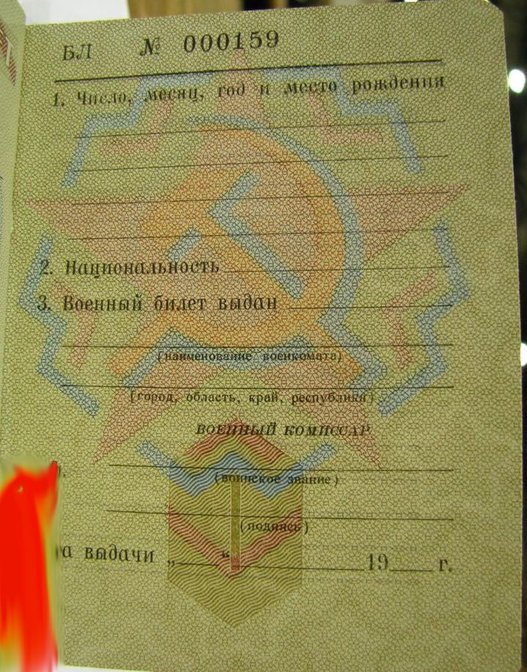 БЛ № 000159
1. Число, месяц, год и место рождения
2. Национальность
3. Военный билет выдан
(наименование военкомата)
(город, область, край, республика)
ВОЕННЫЙ КОМИССАР
(воинское звание)
(подпись)
та выдачи „ “ 19 г.